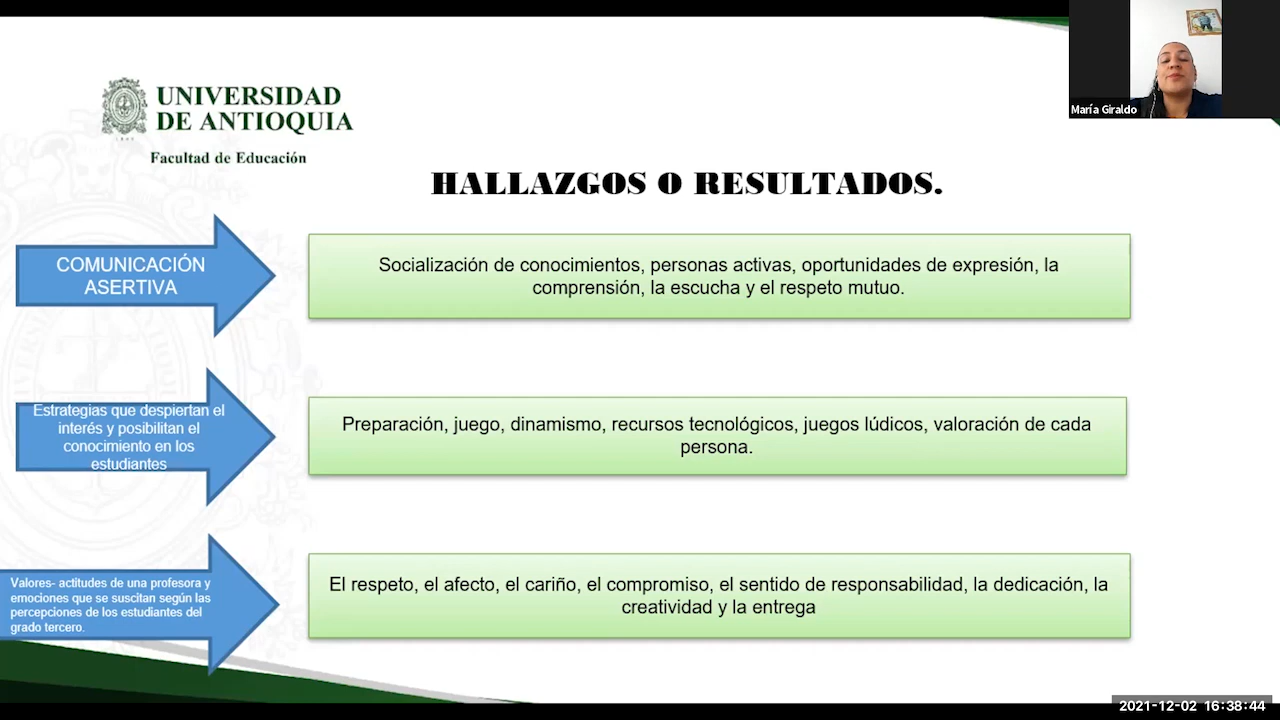 UNIVERSIDAD
DE ANTIOQUIA
Facultad de Educación
María Giraldo
HALLAZGOS O RESULTADOS.
COMUNICACIÓN
ASERTIVA
Socialización de conocimientos, personas activas, oportunidades de expresión, la
comprensión, la escucha y el respeto mutuo.
Estrategias que despiertan el
interés y posibilitan el
conocimiento en los
estudiantes
Preparación, juego, dinamismo, recursos tecnológicos, juegos lúdicos, valoración de cada
persona.
Valores- actitudes de una profesora y
emociones que se suscitan según las
percepciones de los estudiantes del
grado tercero.
El respeto, el afecto, el cariño, el compromiso, el sentido de responsabilidad, la dedicación, la
creatividad y la entrega
2021-12-02 16:38:44